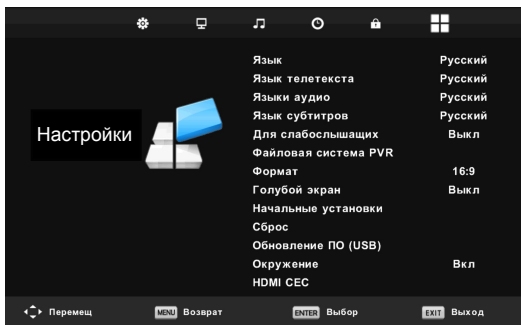 Настройки
Язык Русский
Язык телетекста Русский
Языки аудио Русский
Язык субтитров Русский
Для слабослышащих Выкл
Файловая система PVR
Формат 16:9
Голубой экран Выкл
Начальные установки
Сброс
Обновление ПО (USB)
Окружение Вкл
HDMI CEC
Перемещ MENU Возврат ENTER Выбор EXIT Выход